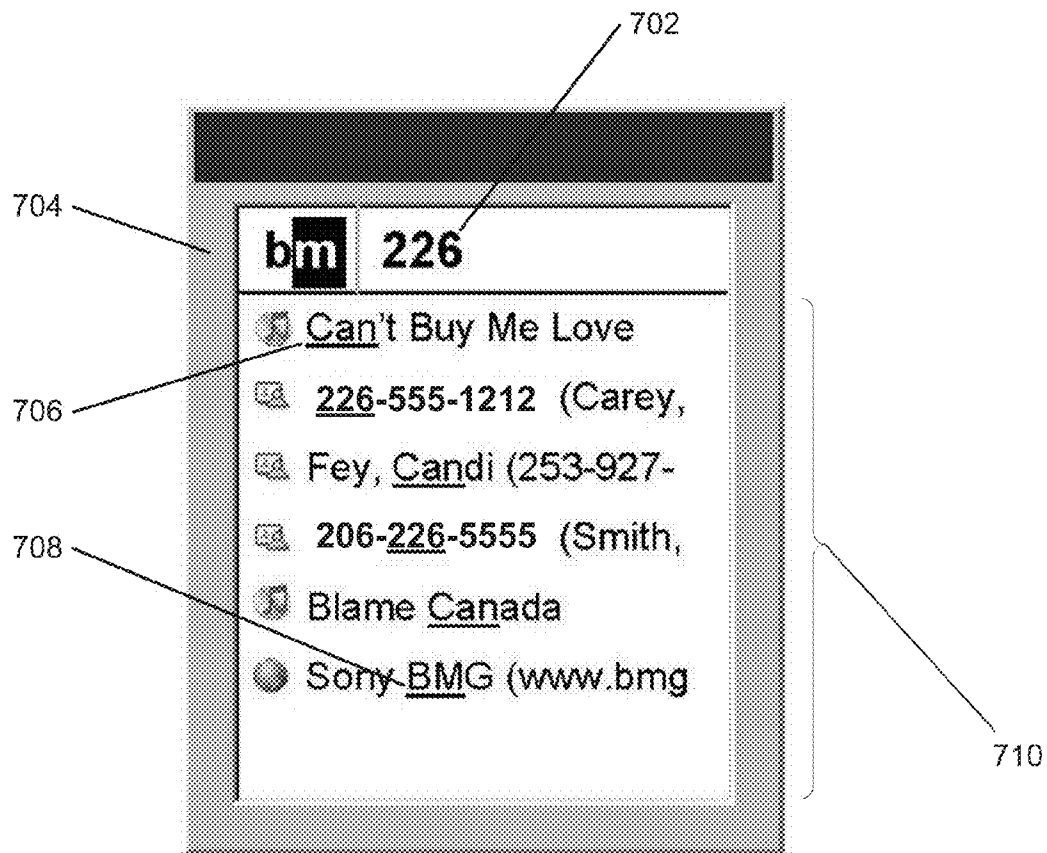 702
704
bm 226
Can't Buy Me Love
706
226-555-1212 (Carey,
Fey, Candi (253-927-
708
206-226-5555 (Smith,
Blame Canada
Sony BMG (www.bmg
710